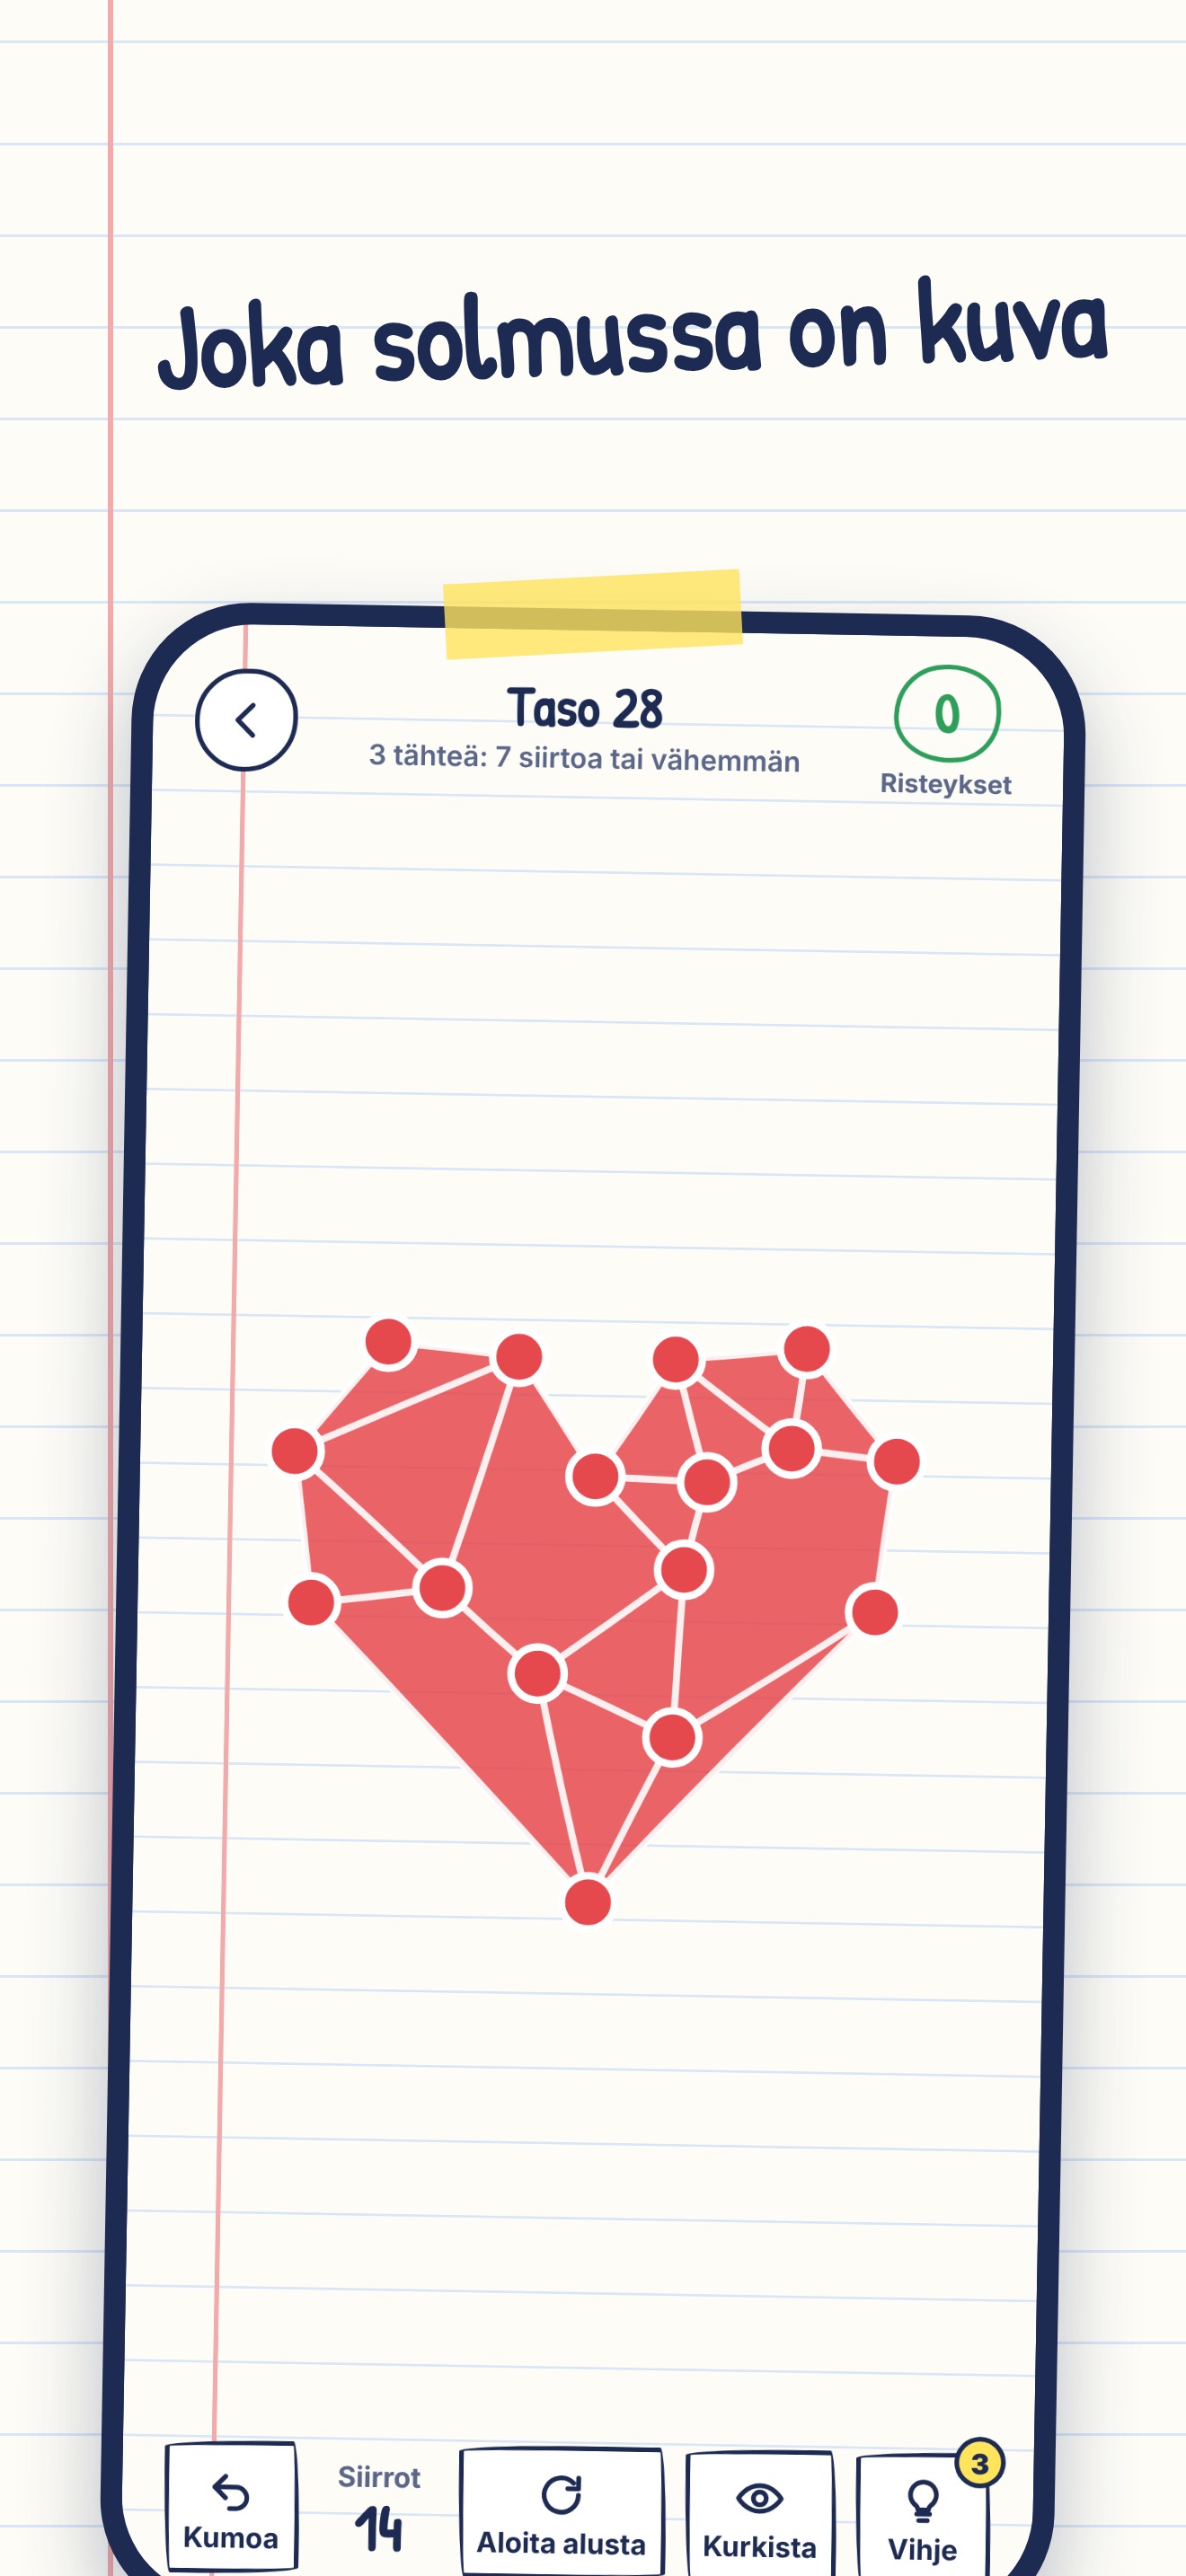 Joka solmussa on kuva
Taso 28
3 tähteä: 7 siirtoa tai vähemmän
0
Risteykset
Kumoa
Siirrot
14
Aloita alusta
Kurkista
3
Vihje